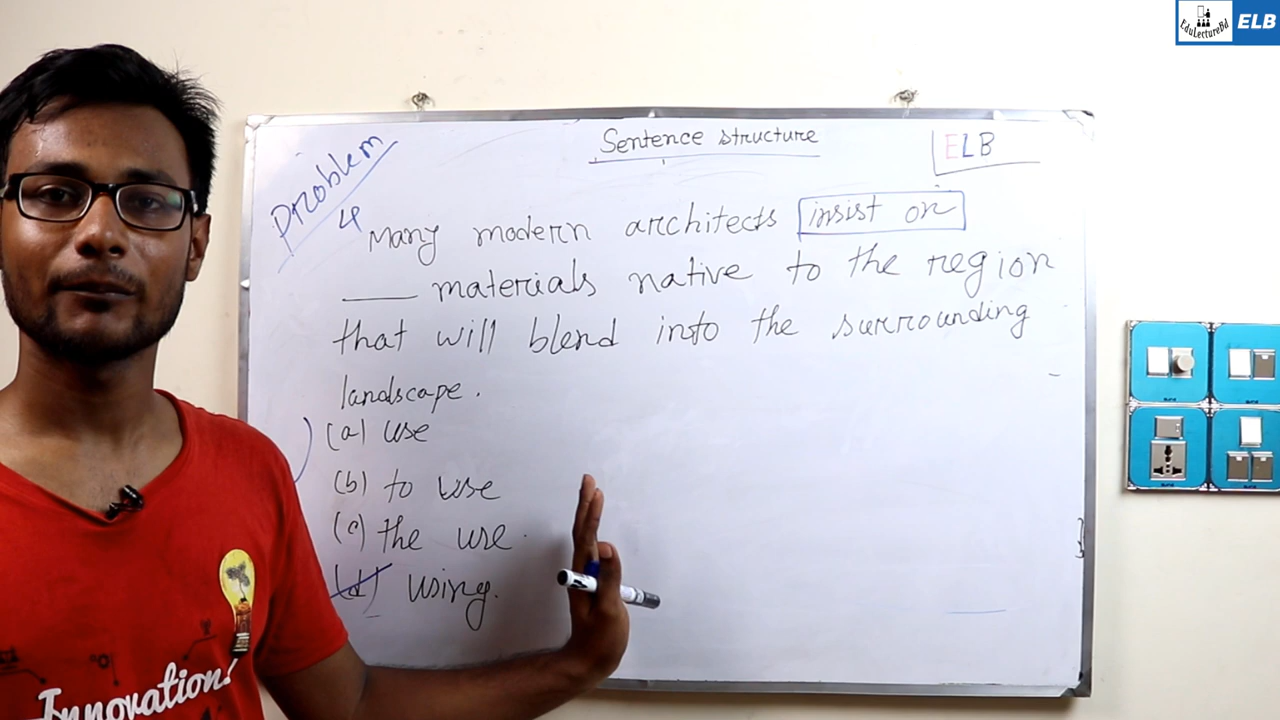 EduLectureBd ELB
Sentence structure
ELB
Problem
4
Many modern architects insist on
____ materials native to the region
that will blend into the surrounding
landscape.
(a) use
(b) to use
(c) the use.
(d) using.
Innovation!